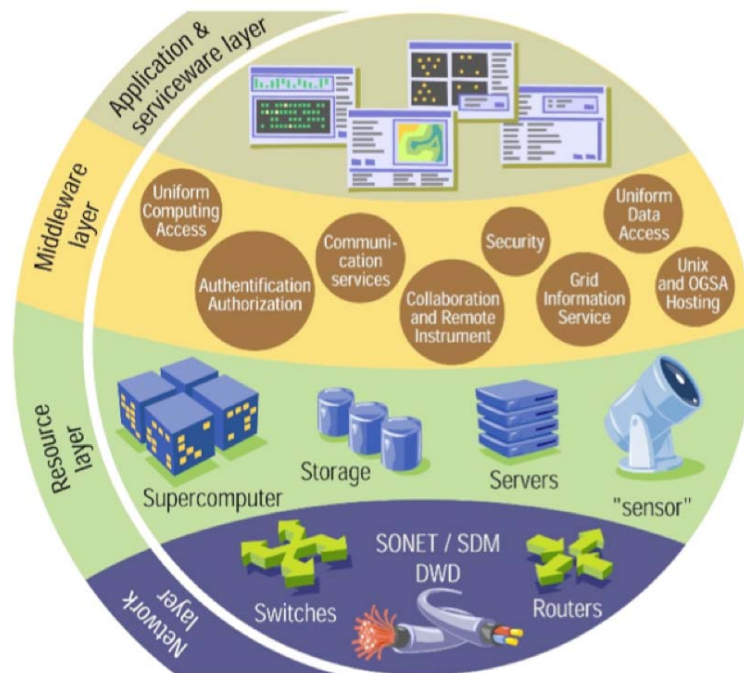 Application &
serviceware layer
Middleware
layer
Uniform
Computing
Access
Authentification
Authorization
Communi-
cation
services
Collaboration
and Remote
Instrument
Security
Grid
Information
Service
Uniform
Data
Access
Unix
and OGSA
Hosting
Resource
layer
Supercomputer
Storage
Servers
"sensor"
Network
layer
Switches
SONET / SDM
DWD
Routers